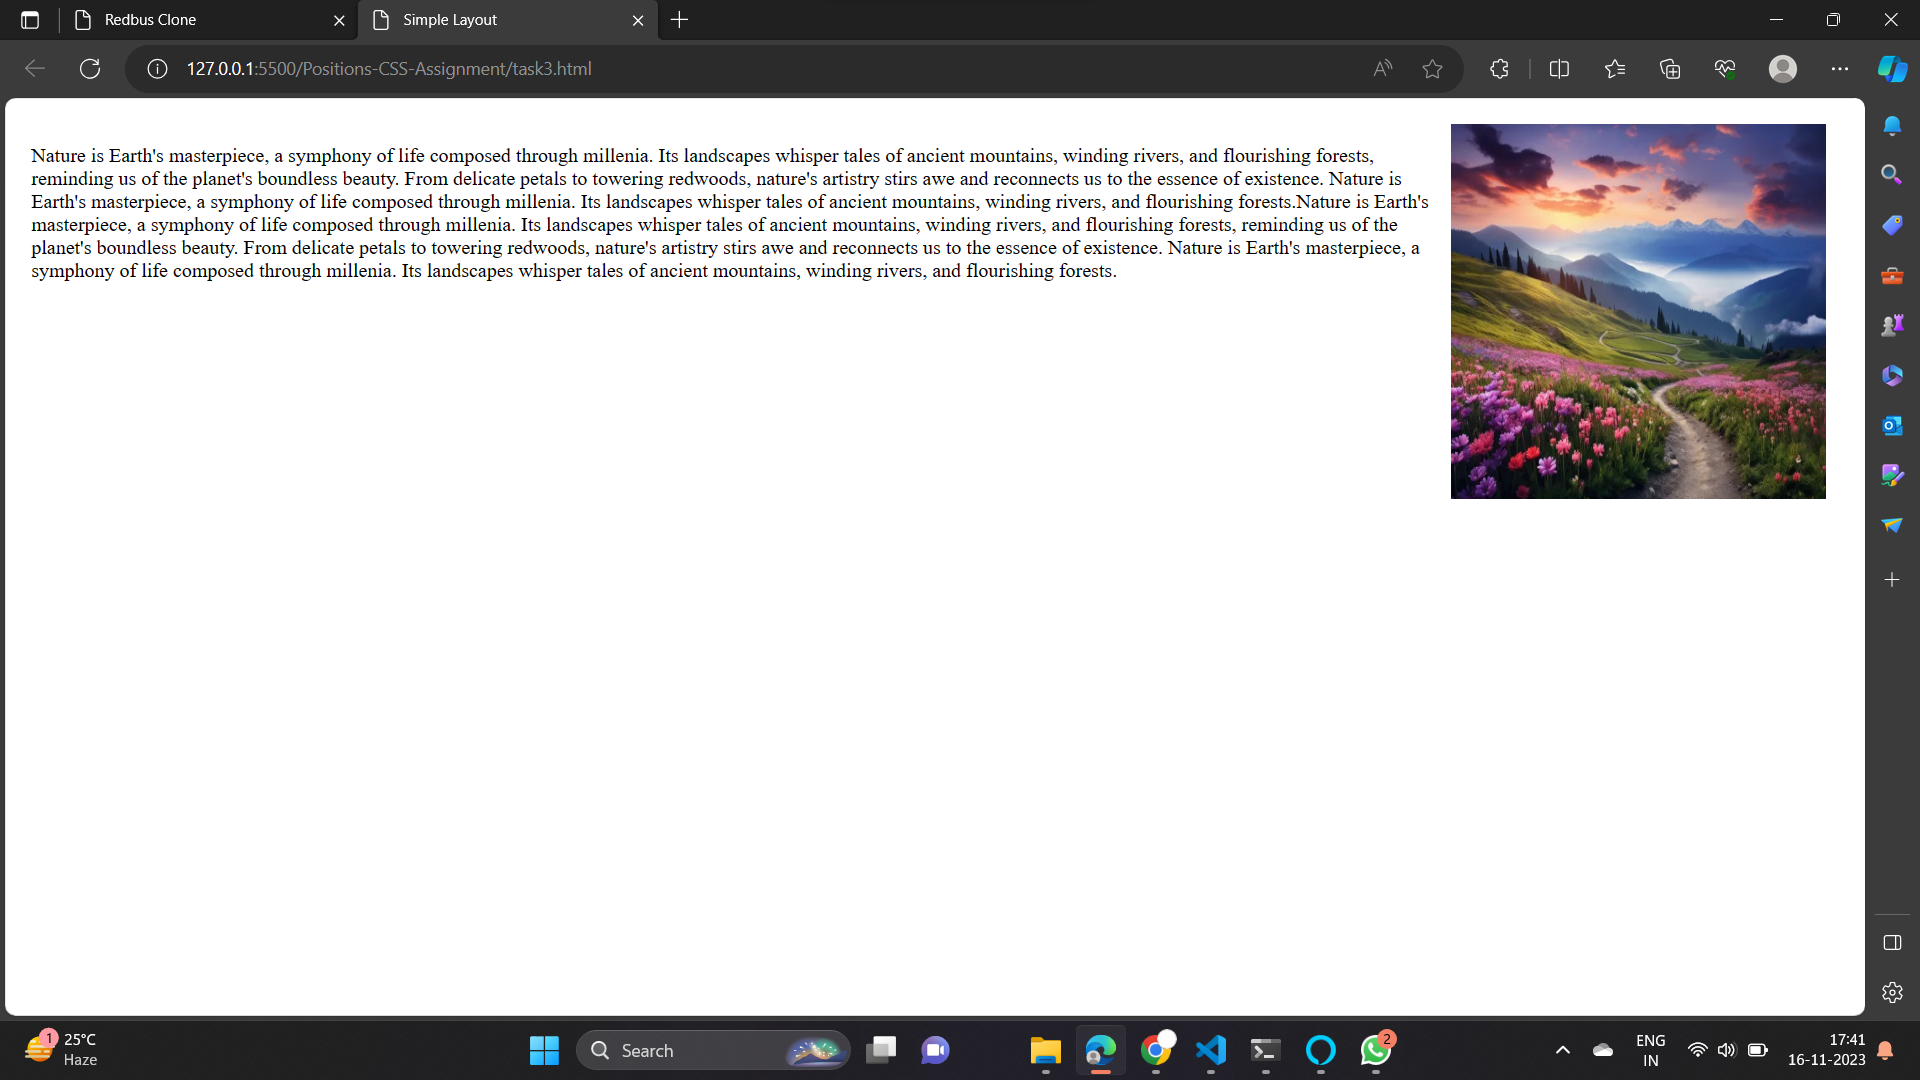 Redbus Clone
Simple Layout
127.0.0.1:5500/Positions-CSS-Assignment/task3.html
Nature is Earth's masterpiece, a symphony of life composed through millenia. Its landscapes whisper tales of ancient mountains, winding rivers, and flourishing forests,
reminding us of the planet's boundless beauty. From delicate petals to towering redwoods, nature's artistry stirs awe and reconnects us to the essence of existence. Nature is
Earth's masterpiece, a symphony of life composed through millenia. Its landscapes whisper tales of ancient mountains, winding rivers, and flourishing forests.Nature is Earth's
masterpiece, a symphony of life composed through millenia. Its landscapes whisper tales of ancient mountains, winding rivers, and flourishing forests, reminding us of the
planet's boundless beauty. From delicate petals to towering redwoods, nature's artistry stirs awe and reconnects us to the essence of existence. Nature is Earth's masterpiece, a
symphony of life composed through millenia. Its landscapes whisper tales of ancient mountains, winding rivers, and flourishing forests.
1
25°C
Haze
Search
2
ENG
IN
17:41
16-11-2023